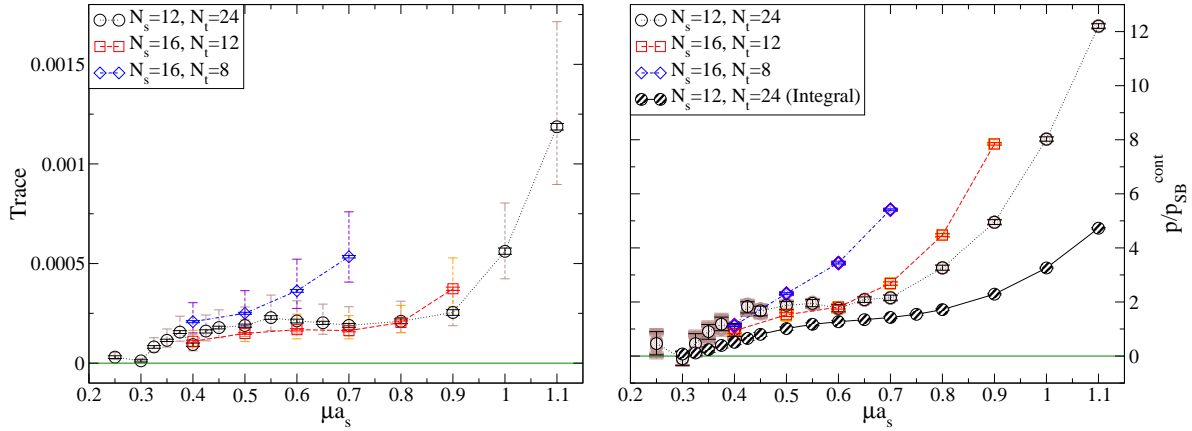 N_s=12, N_t=24
N_s=16, N_t=12
N_s=16, N_t=8
0.0015
0.001
0.0005
0
Trace
0.2 0.3 0.4 0.5 0.6 0.7 0.8 0.9 1 1.1
μa_s
N_s=12, N_t=24
N_s=16, N_t=12
N_s=16, N_t=8
N_s=12, N_t=24 (Integral)
12
10
8
6
4
2
0
p/p_SB^cont
0.2 0.3 0.4 0.5 0.6 0.7 0.8 0.9 1 1.1
μa_s